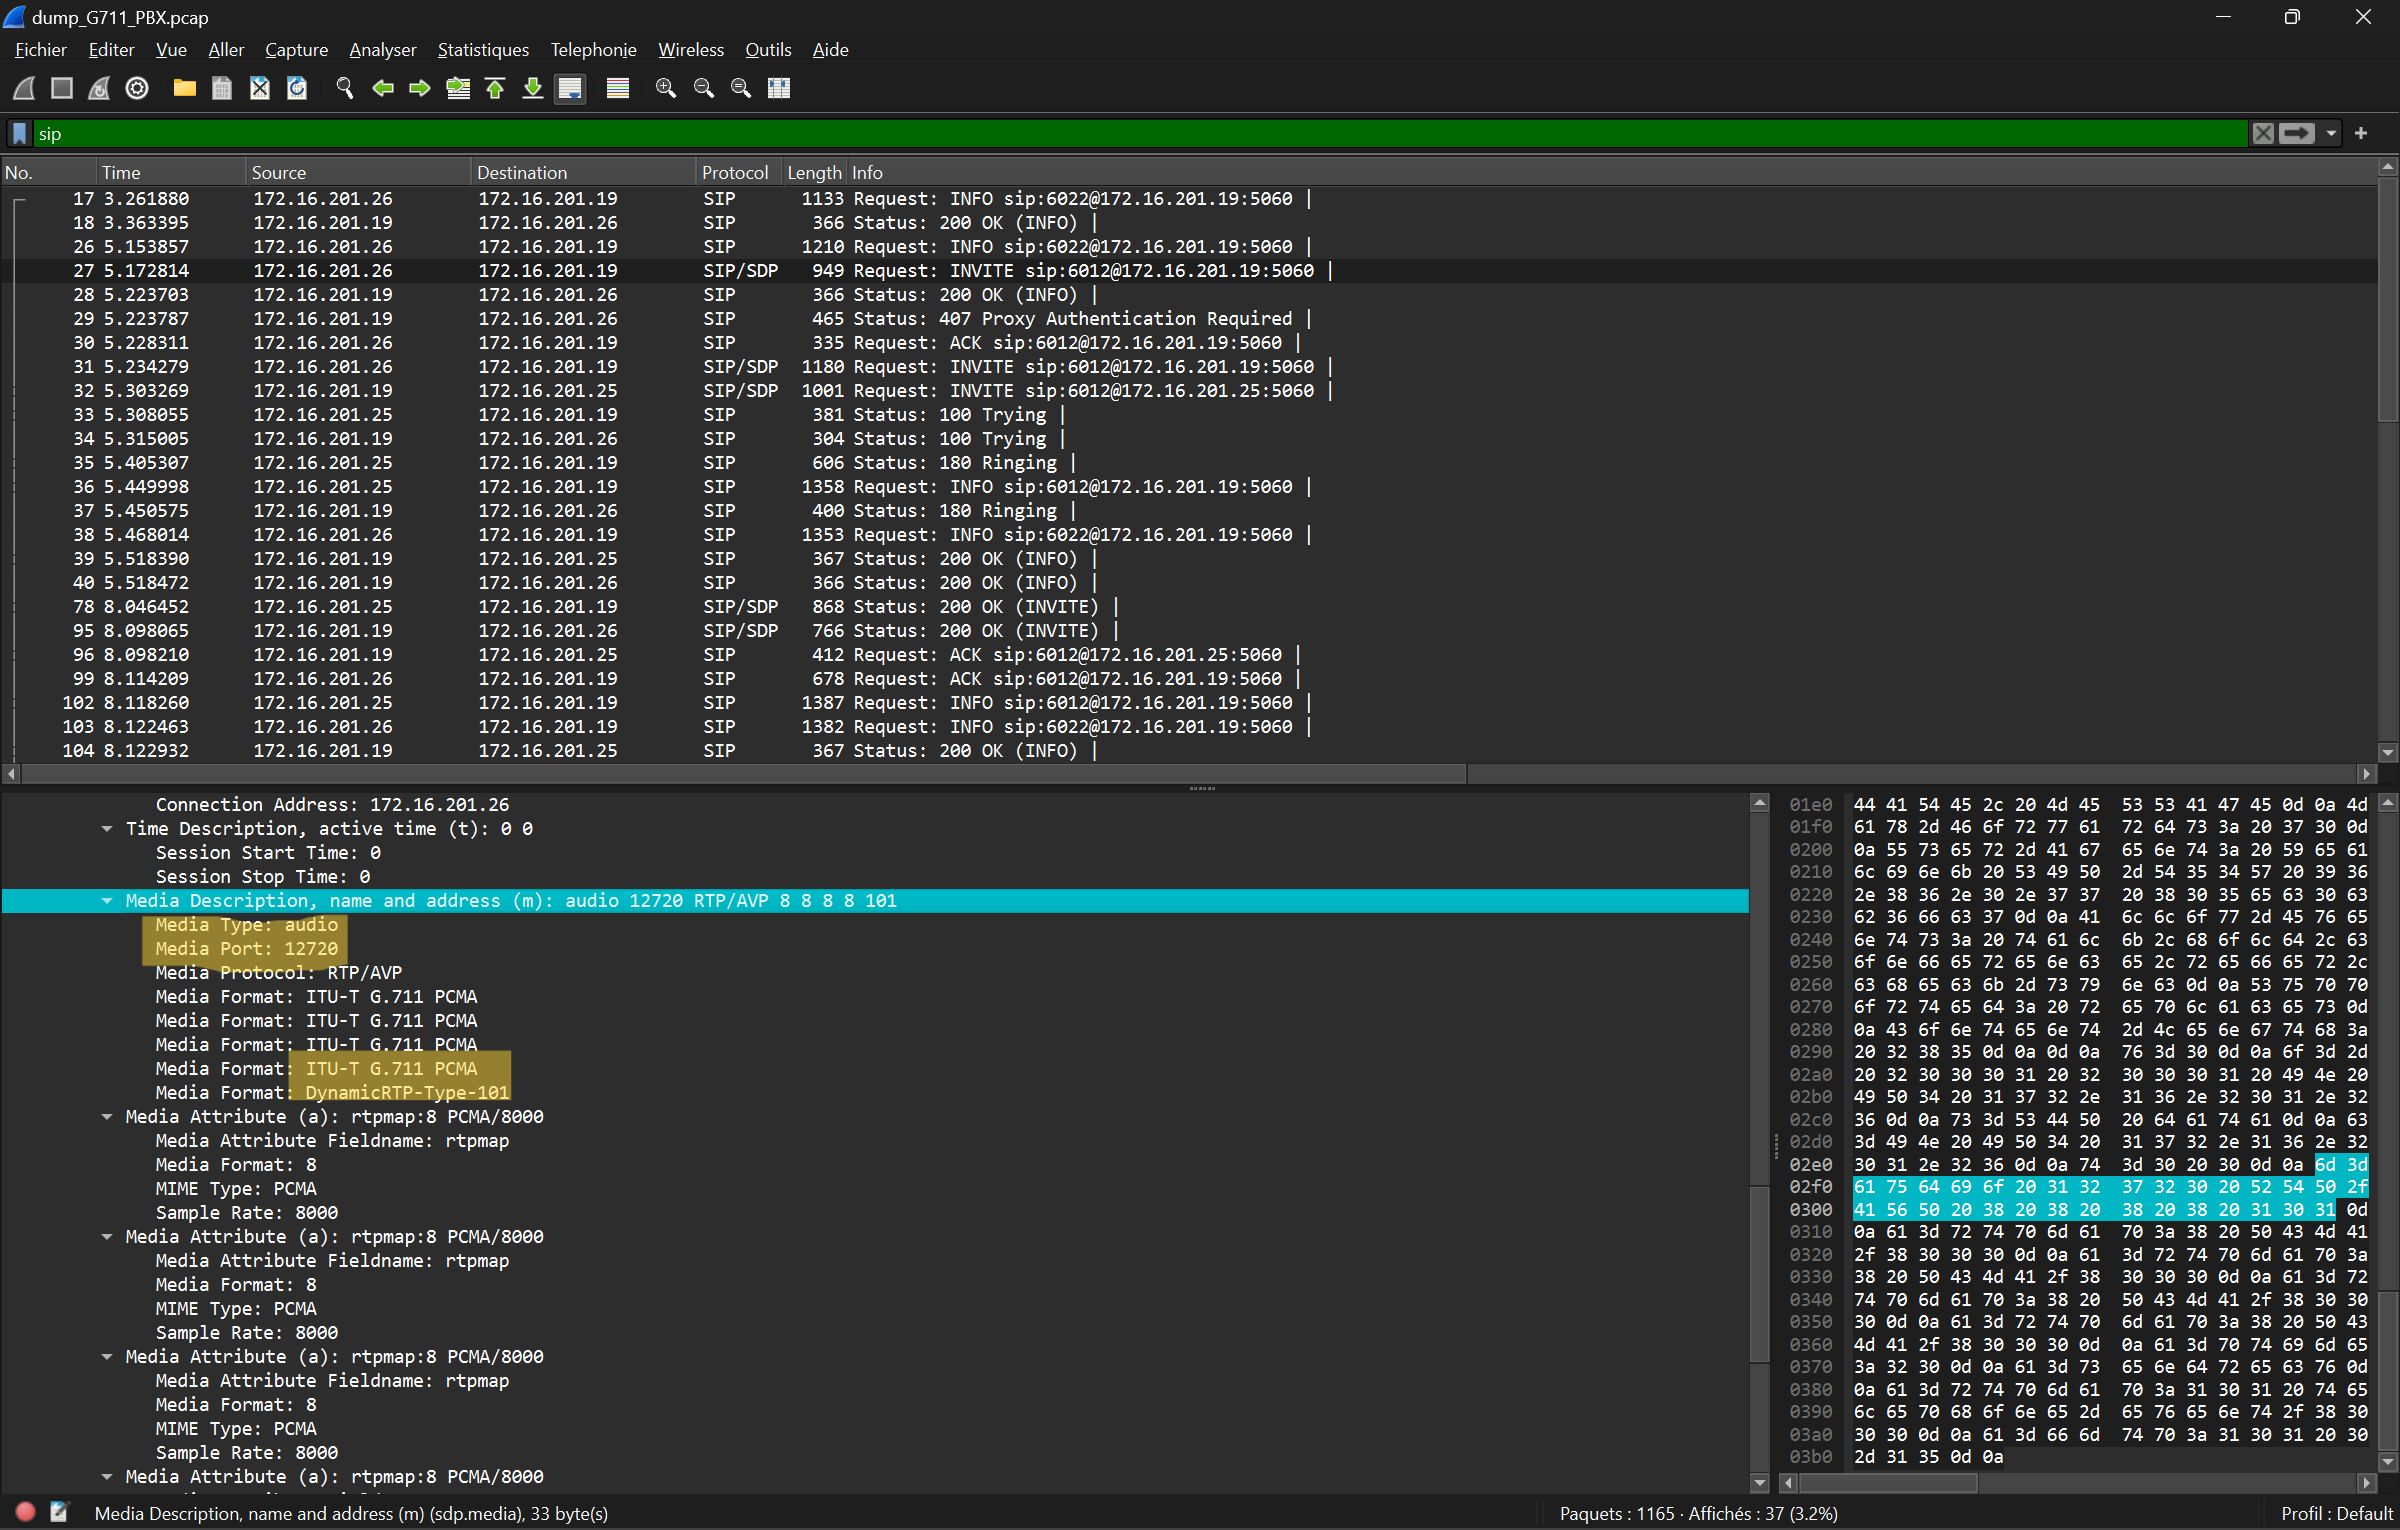 dump_G711_PBX.pcap
Fichier Editer Vue Aller Capture Analyser Statistiques Telephonie Wireless Outils Aide
sip
No. Time Source Destination Protocol Length Info
17 3.261880 172.16.201.26 172.16.201.19 SIP 1133 Request: INFO sip:6022@172.16.201.19:5060 |
18 3.363395 172.16.201.19 172.16.201.26 SIP 366 Status: 200 OK (INFO) |
26 5.153857 172.16.201.26 172.16.201.19 SIP 1210 Request: INFO sip:6022@172.16.201.19:5060 |
27 5.172814 172.16.201.26 172.16.201.19 SIP/SDP 949 Request: INVITE sip:6012@172.16.201.19:5060 |
28 5.223703 172.16.201.19 172.16.201.26 SIP 366 Status: 200 OK (INFO) |
29 5.223787 172.16.201.19 172.16.201.26 SIP 465 Status: 407 Proxy Authentication Required |
30 5.228311 172.16.201.26 172.16.201.19 SIP 335 Request: ACK sip:6012@172.16.201.19:5060 |
31 5.234279 172.16.201.26 172.16.201.19 SIP/SDP 1180 Request: INVITE sip:6012@172.16.201.19:5060 |
32 5.303269 172.16.201.19 172.16.201.25 SIP/SDP 1001 Request: INVITE sip:6012@172.16.201.25:5060 |
33 5.308055 172.16.201.25 172.16.201.19 SIP 381 Status: 100 Trying |
34 5.315005 172.16.201.19 172.16.201.26 SIP 304 Status: 100 Trying |
35 5.405307 172.16.201.25 172.16.201.19 SIP 606 Status: 180 Ringing |
36 5.449998 172.16.201.25 172.16.201.19 SIP 1358 Request: INFO sip:6012@172.16.201.19:5060 |
37 5.450575 172.16.201.19 172.16.201.26 SIP 400 Status: 180 Ringing |
38 5.468014 172.16.201.26 172.16.201.19 SIP 1353 Request: INFO sip:6022@172.16.201.19:5060 |
39 5.518390 172.16.201.19 172.16.201.25 SIP 367 Status: 200 OK (INFO) |
40 5.518472 172.16.201.19 172.16.201.26 SIP 366 Status: 200 OK (INFO) |
78 8.046452 172.16.201.25 172.16.201.19 SIP/SDP 868 Status: 200 OK (INVITE) |
95 8.098065 172.16.201.19 172.16.201.26 SIP/SDP 766 Status: 200 OK (INVITE) |
96 8.098210 172.16.201.19 172.16.201.25 SIP 412 Request: ACK sip:6012@172.16.201.25:5060 |
99 8.114209 172.16.201.26 172.16.201.19 SIP 678 Request: ACK sip:6012@172.16.201.19:5060 |
102 8.118260 172.16.201.25 172.16.201.19 SIP 1387 Request: INFO sip:6012@172.16.201.19:5060 |
103 8.122463 172.16.201.26 172.16.201.19 SIP 1382 Request: INFO sip:6022@172.16.201.19:5060 |
104 8.122932 172.16.201.19 172.16.201.25 SIP 367 Status: 200 OK (INFO) |
Connection Address: 172.16.201.26
Time Description, active time (t): 0 0
Session Start Time: 0
Session Stop Time: 0
Media Description, name and address (m): audio 12720 RTP/AVP 8 8 8 8 101
Media Type: audio
Media Port: 12720
Media Protocol: RTP/AVP
Media Format: ITU-T G.711 PCMA
Media Format: ITU-T G.711 PCMA
Media Format: ITU-T G.711 PCMA
Media Format: ITU-T G.711 PCMA
Media Format: DynamicRTP-Type-101
Media Attribute (a): rtpmap:8 PCMA/8000
Media Attribute Fieldname: rtpmap
Media Format: 8
MIME Type: PCMA
Sample Rate: 8000
Media Attribute (a): rtpmap:8 PCMA/8000
Media Attribute Fieldname: rtpmap
Media Format: 8
MIME Type: PCMA
Sample Rate: 8000
Media Attribute (a): rtpmap:8 PCMA/8000
Media Attribute Fieldname: rtpmap
Media Format: 8
MIME Type: PCMA
Sample Rate: 8000
Media Attribute (a): rtpmap:8 PCMA/8000
01e0 44 41 54 45 2c 20 4d 45 53 53 41 47 45 0d 0a 4d
01f0 61 78 2d 46 6f 72 77 61 72 64 73 3a 20 37 30 0d
0200 0a 55 73 65 72 2d 41 67 65 6e 74 3a 20 59 65 61
0210 6c 69 6e 6b 20 53 49 50 2d 54 35 34 57 20 39 36
0220 2e 38 36 2e 30 2e 37 37 20 38 30 35 65 63 30 63
0230 62 36 66 63 37 0d 0a 41 6c 6c 6f 77 2d 45 76 65
0240 6e 74 73 3a 20 74 61 6c 6b 2c 68 6f 6c 64 2c 63
0250 6f 6e 66 65 72 65 6e 63 65 2c 72 65 66 65 72 2c
0260 63 68 65 63 6b 2d 73 79 6e 63 0d 0a 53 75 70 70
0270 6f 72 74 65 64 3a 20 72 65 70 6c 61 63 65 73 0d
0280 0a 43 6f 6e 74 65 6e 74 2d 4c 65 6e 67 74 68 3a
0290 20 32 38 35 0d 0a 0d 0a 76 3d 30 0d 0a 6f 3d 2d
02a0 20 32 30 30 30 31 20 32 30 30 30 31 20 49 4e 20
02b0 49 50 34 20 31 37 32 2e 31 36 2e 32 30 31 2e 32
02c0 36 0d 0a 73 3d 53 44 50 20 64 61 74 61 0d 0a 63
02d0 3d 49 4e 20 49 50 34 20 31 37 32 2e 31 36 2e 32
02e0 30 31 2e 32 36 0d 0a 74 3d 30 20 30 0d 0a 6d 3d
02f0 61 75 64 69 6f 20 31 32 37 32 30 20 52 54 50 2f
0300 41 56 50 20 38 20 38 20 38 20 38 20 31 30 31 0d
0310 0a 61 3d 72 74 70 6d 61 70 3a 38 20 50 43 4d 41
0320 2f 38 30 30 30 0d 0a 61 3d 72 74 70 6d 61 70 3a
0330 38 20 50 43 4d 41 2f 38 30 30 30 0d 0a 61 3d 72
0340 74 70 6d 61 70 3a 38 20 50 43 4d 41 2f 38 30 30
0350 30 0d 0a 61 3d 72 74 70 6d 61 70 3a 38 20 50 43
0360 4d 41 2f 38 30 30 30 0d 0a 61 3d 70 74 69 6d 65
0370 3a 32 30 0d 0a 61 3d 73 65 6e 64 72 65 63 76 0d
0380 0a 61 3d 72 74 70 6d 61 70 3a 31 30 31 20 74 65
0390 6c 65 70 68 6f 6e 65 2d 65 76 65 6e 74 2f 38 30
03a0 30 30 0d 0a 61 3d 66 6d 74 70 3a 31 30 31 20 30
03b0 2d 31 35 0d 0a
Media Description, name and address (m) (sdp.media), 33 byte(s)
Paquets : 1165 · Affichés : 37 (3.2%)
Profil : Default